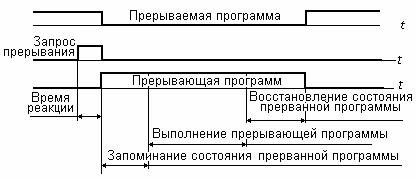 Прерываемая программа
t
Запрос
прерывания
t
Прерывающая программ
t
Время
реакции
Восстановление состояния
прерванной программы
Выполнение прерывающей программы
Запоминание состояния прерванной программы